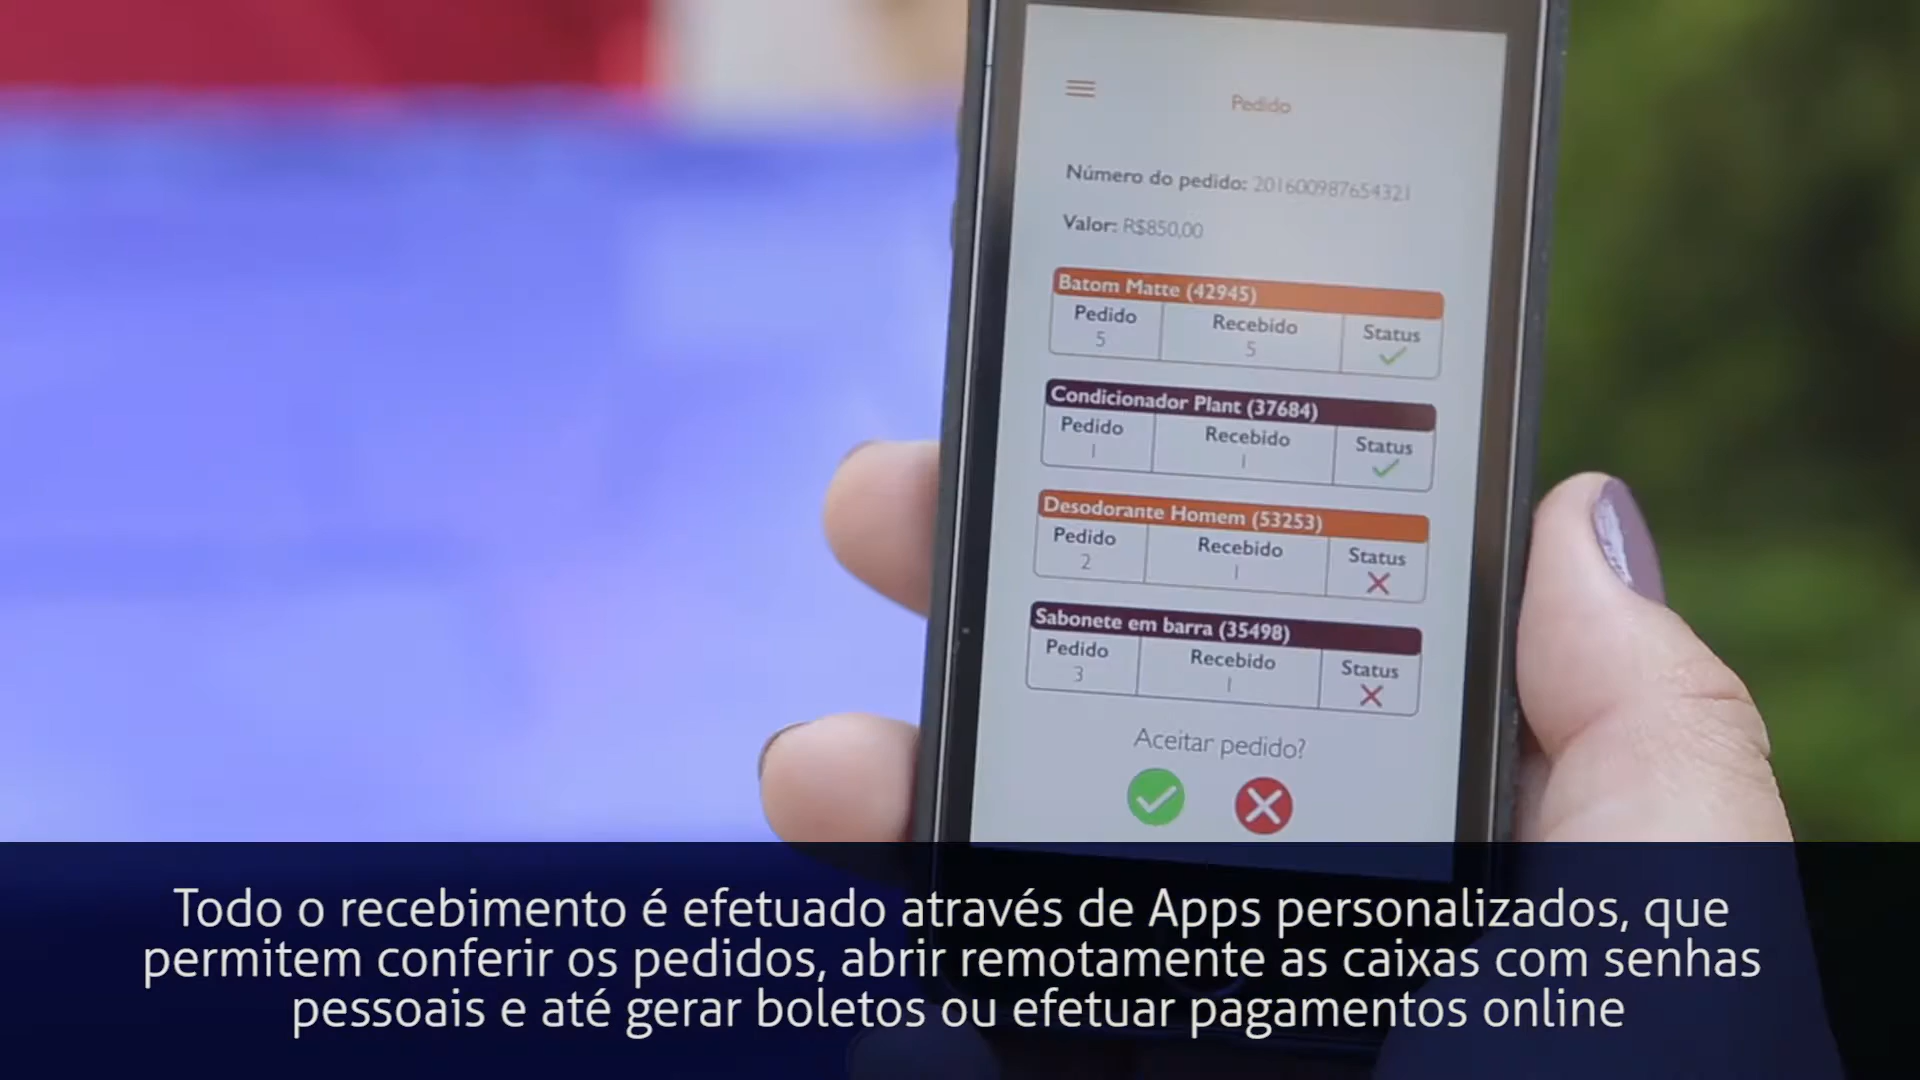 Pedido
Número do pedido: 201600987654321
Valor: R$850,00
Batom Matte (42945)
Pedido Recebido Status
5 5
Condicionador Plant (37684)
Pedido Recebido Status
1 1
Desodorante Homem (53253)
Pedido Recebido Status
2 1
Sabonete em barra (35498)
Pedido Recebido Status
3 1
Aceitar pedido?
Todo o recebimento é efetuado através de Apps personalizados, que
permitem conferir os pedidos, abrir remotamente as caixas com senhas
pessoais e até gerar boletos ou efetuar pagamentos online